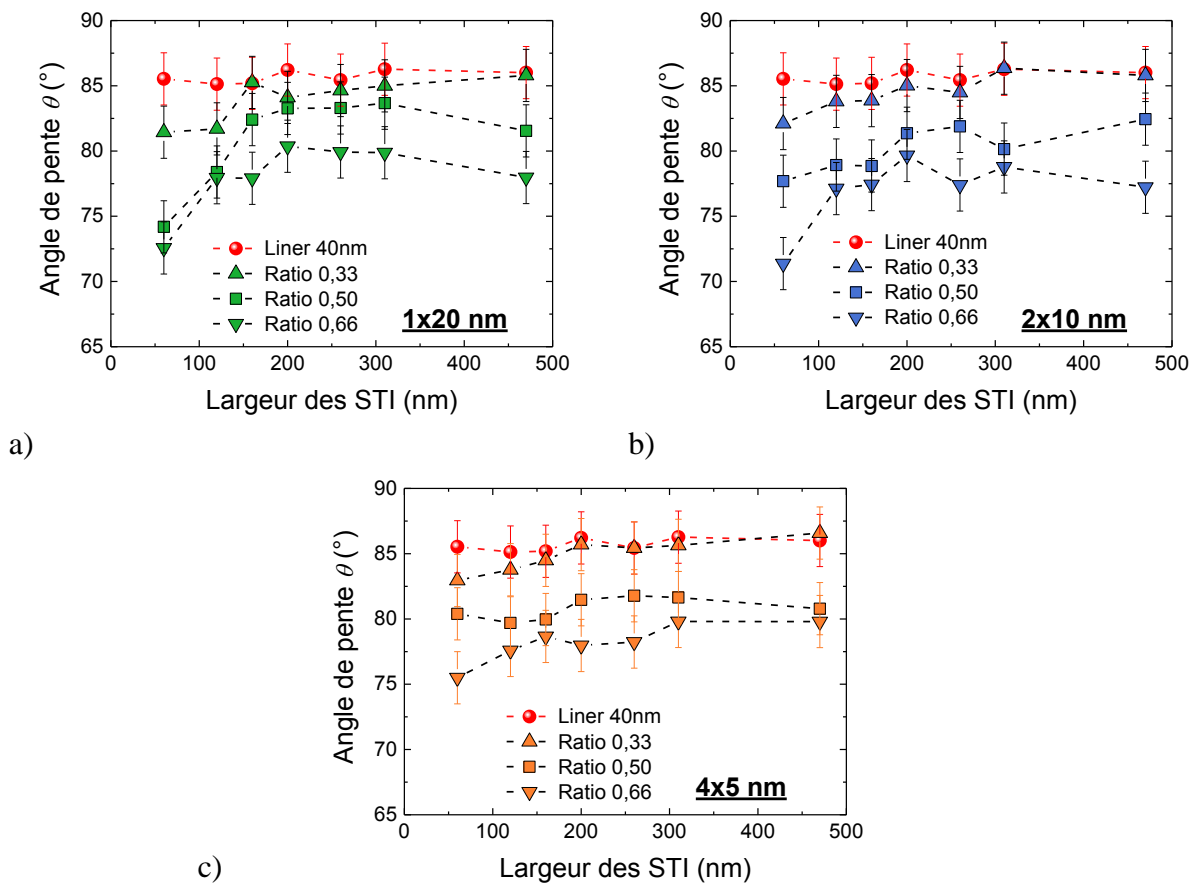 90
85
80
75
70
65
Angle de pente θ (°)
Liner 40nm
Ratio 0,33
Ratio 0,50
Ratio 0,66
1x20 nm
0 100 200 300 400 500
Largeur des STI (nm)
a)
90
85
80
75
70
65
Angle de pente θ (°)
Liner 40nm
Ratio 0,33
Ratio 0,50
Ratio 0,66
2x10 nm
0 100 200 300 400 500
Largeur des STI (nm)
b)
90
85
80
75
70
65
Angle de pente θ (°)
Liner 40nm
Ratio 0,33
Ratio 0,50
Ratio 0,66
4x5 nm
0 100 200 300 400 500
Largeur des STI (nm)
c)